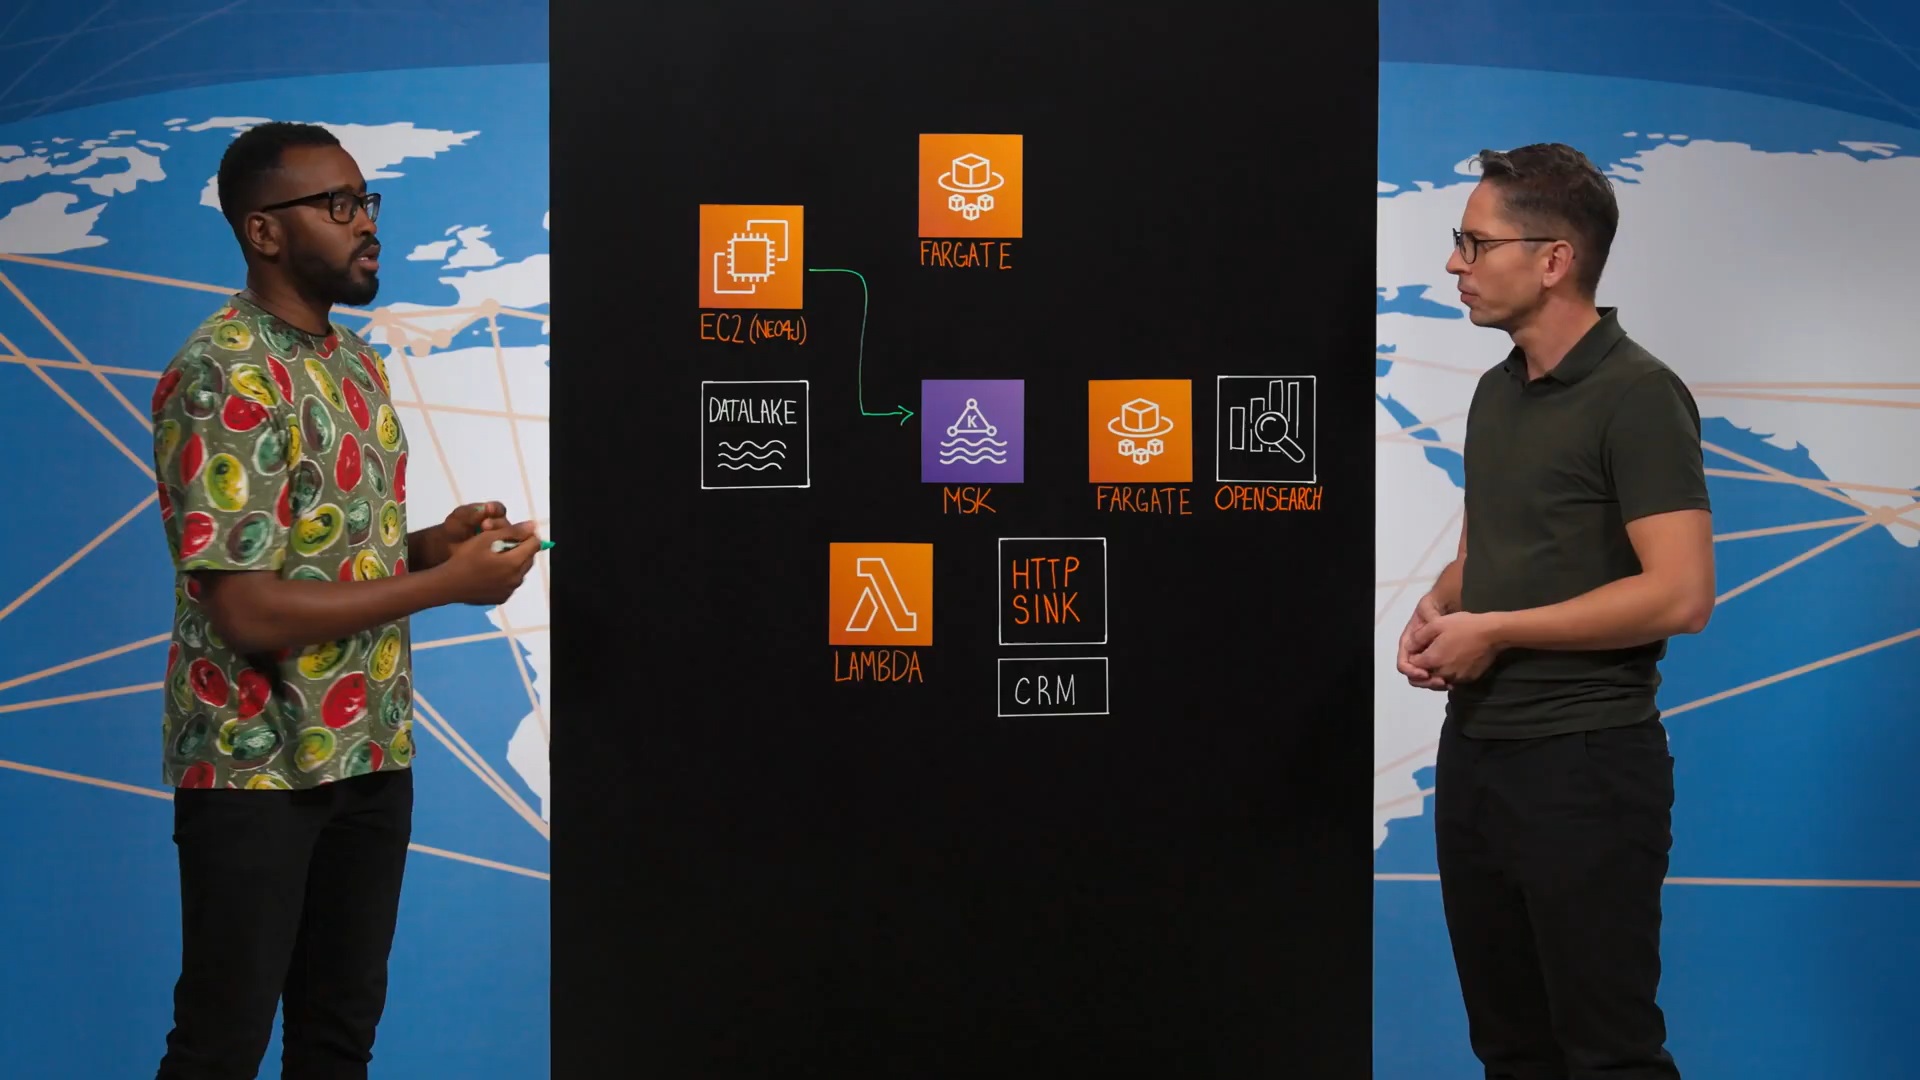 FARGATE
EC2 (NEO4J)
DATALAKE
K
MSK
FARGATE
OPENSEARCH
LAMBDA
HTTP
SINK
CRM